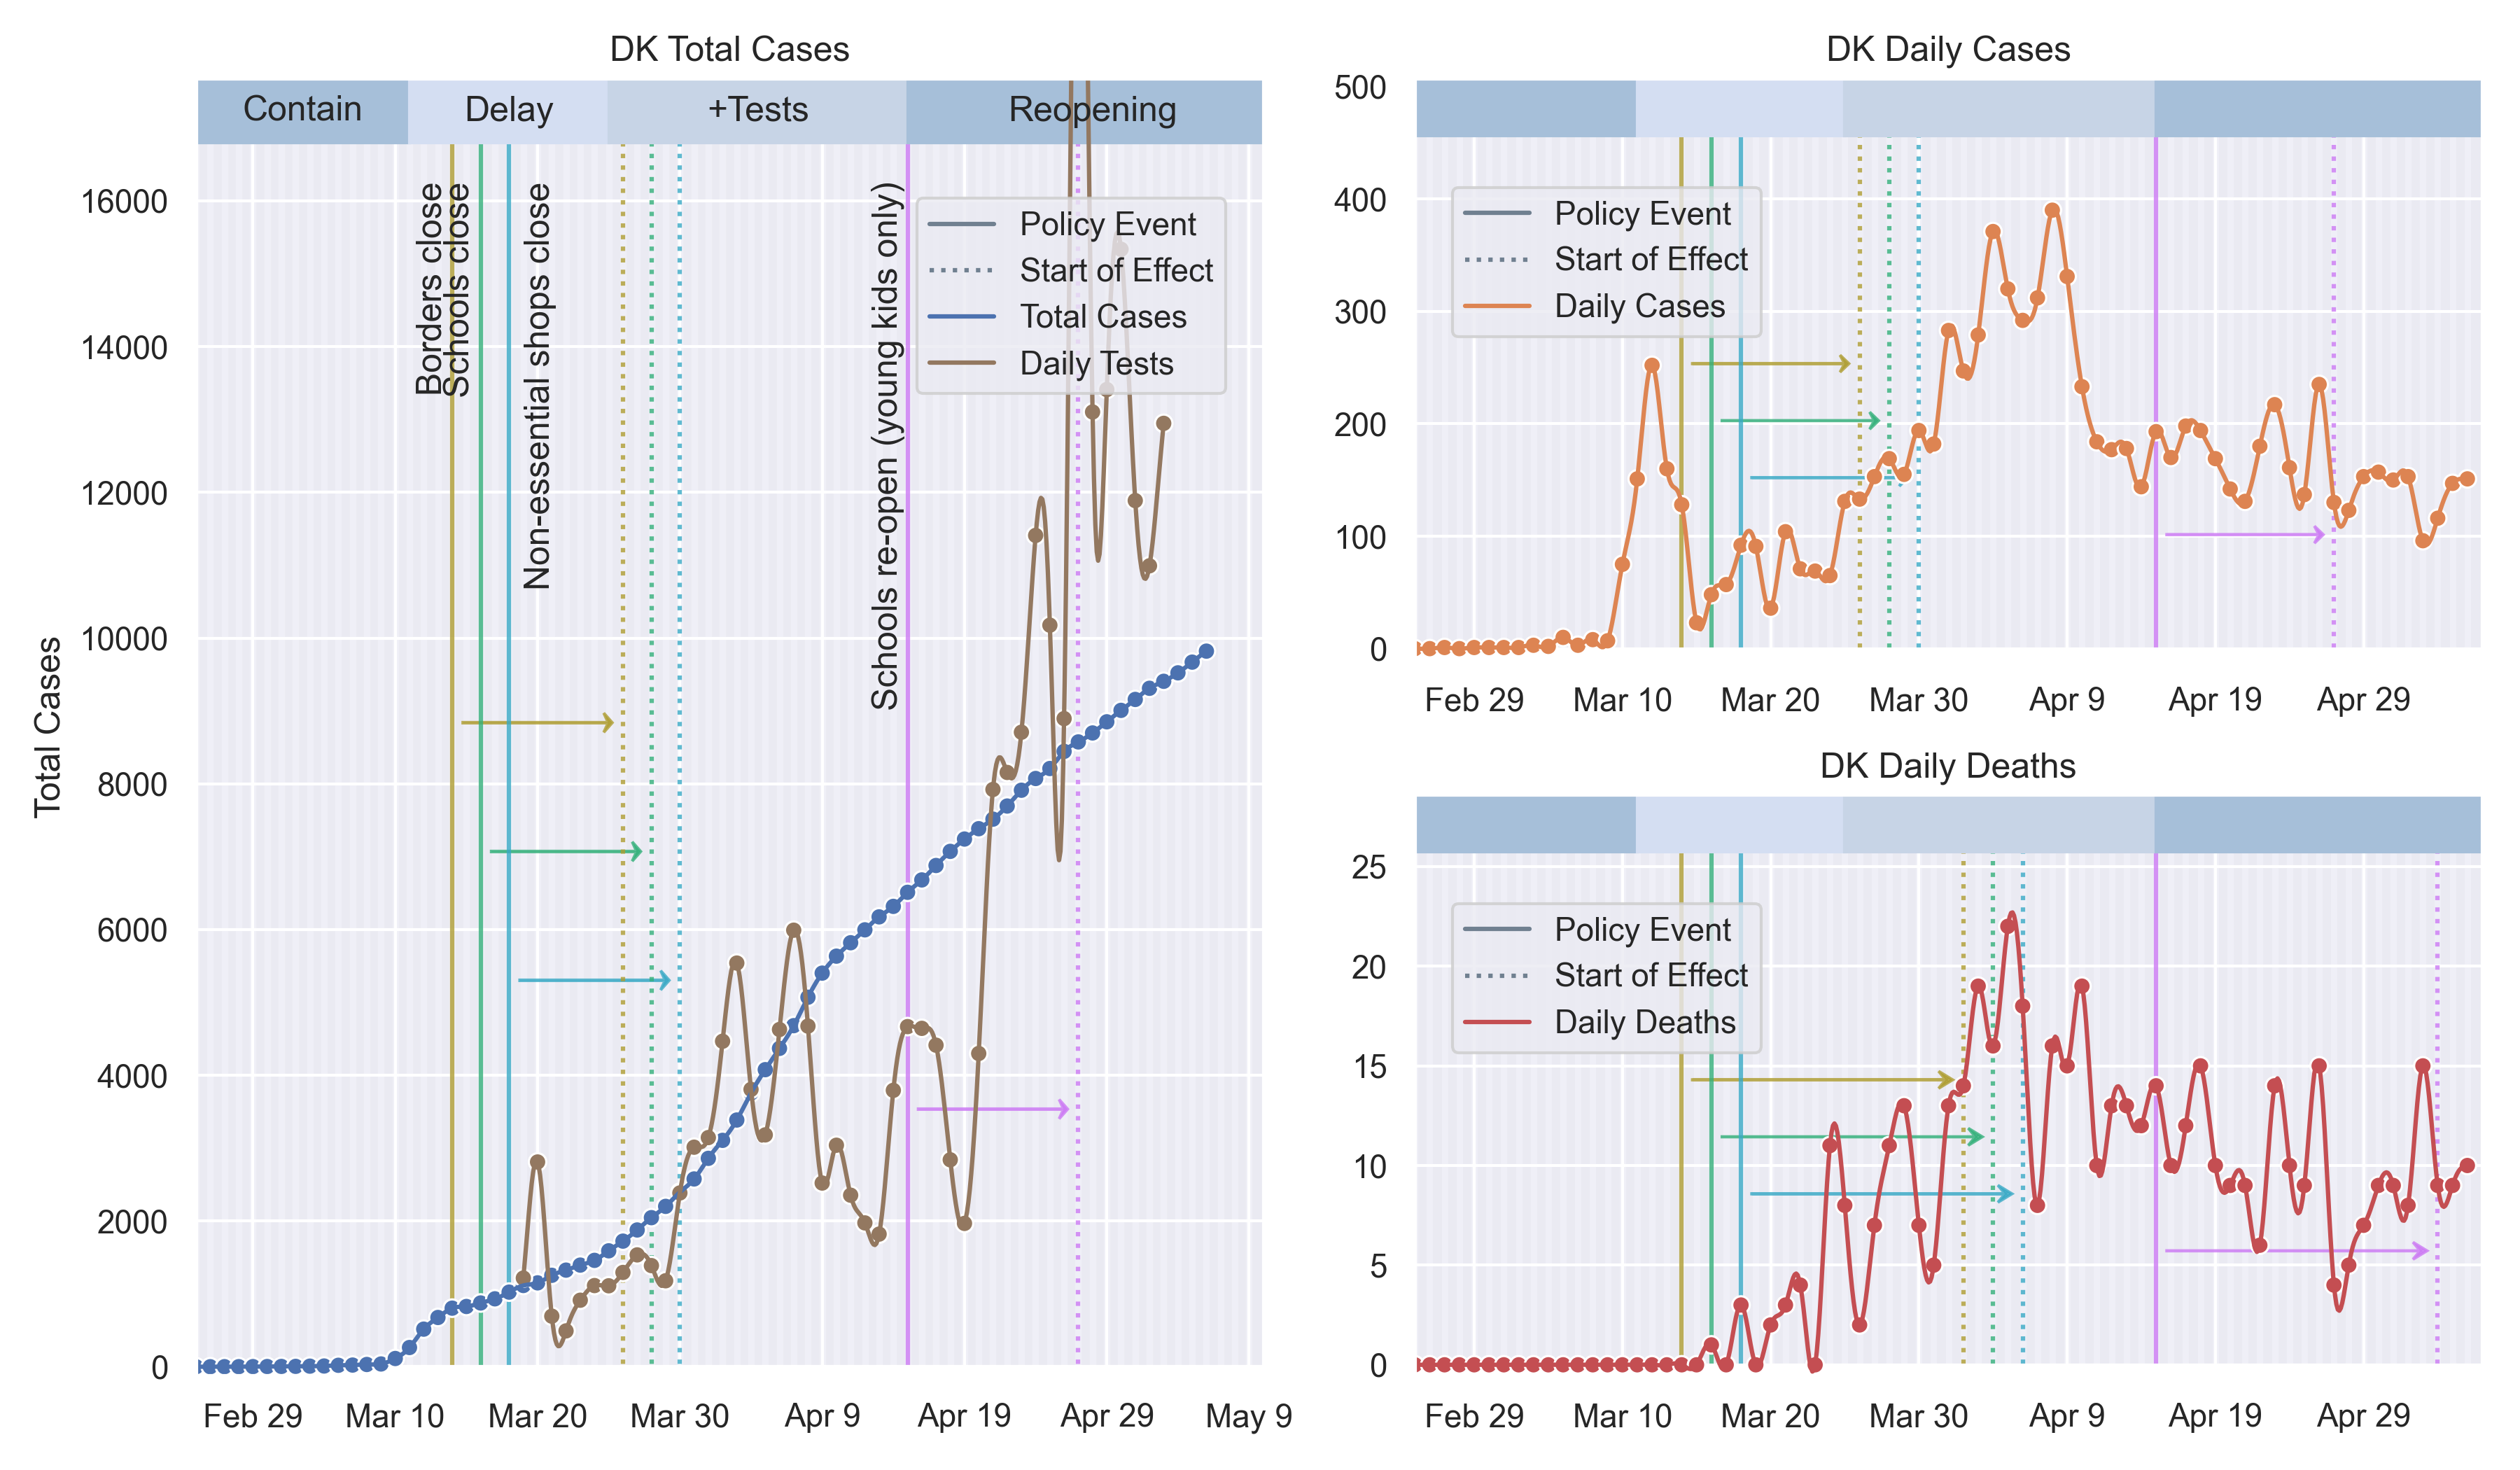 DK Total Cases
Contain
Delay
+Tests
Reopening
Borders close
Schools close
Non-essential shops close
Schools re-open (young kids only)
Policy Event
Start of Effect
Total Cases
Daily Tests
Total Cases
16000
14000
12000
10000
8000
6000
4000
2000
0
Feb 29
Mar 10
Mar 20
Mar 30
Apr 9
Apr 19
Apr 29
May 9
DK Daily Cases
500
400
300
200
100
0
Policy Event
Start of Effect
Daily Cases
Feb 29
Mar 10
Mar 20
Mar 30
Apr 9
Apr 19
Apr 29
DK Daily Deaths
25
20
15
10
5
0
Policy Event
Start of Effect
Daily Deaths
Feb 29
Mar 10
Mar 20
Mar 30
Apr 9
Apr 19
Apr 29